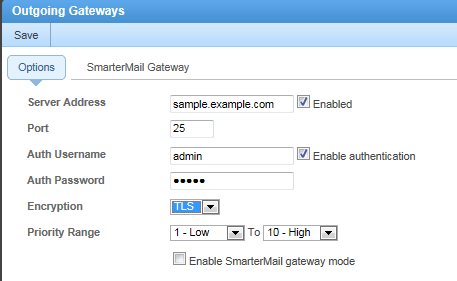 Outgoing Gateways
Save
Options SmarterMail Gateway
Server Address sample.example.com Enabled
Port 25
Auth Username admin Enable authentication
Auth Password •••••
Encryption TLS
Priority Range 1 - Low To 10 - High
Enable SmarterMail gateway mode